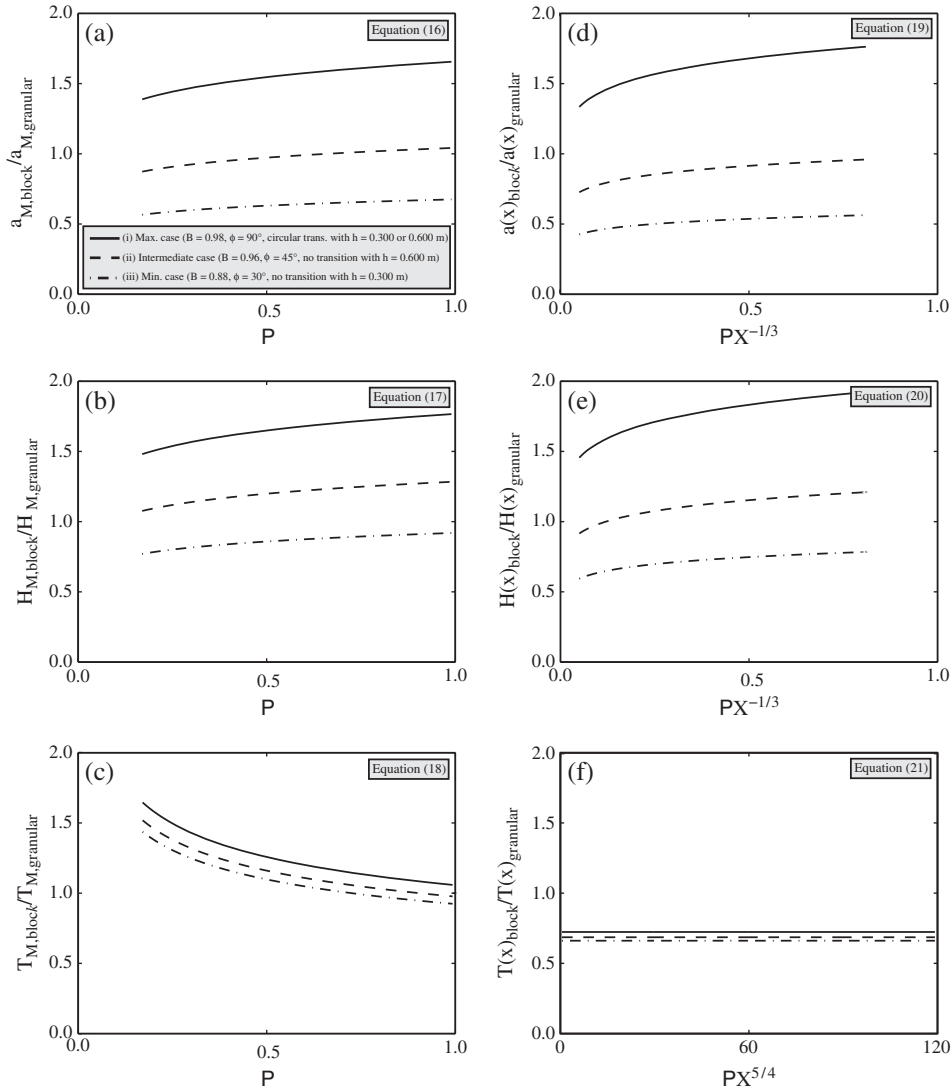 (a)
Equation (16)
2.0
1.5
1.0
0.5
0.0
a_M,block/a_M,granular
(i) Max. case (B = 0.98, ϕ = 90°, circular trans. with h = 0.300 or 0.600 m)
(ii) Intermediate case (B = 0.96, ϕ = 45°, no transition with h = 0.600 m)
(iii) Min. case (B = 0.88, ϕ = 30°, no transition with h = 0.300 m)
0.0 0.5 1.0
P
(d)
Equation (19)
2.0
1.5
1.0
0.5
0.0
a(x)_block/a(x)_granular
0.0 0.5 1.0
PX^−1/3
(b)
Equation (17)
2.0
1.5
1.0
0.5
0.0
H_M,block/H_M,granular
0.0 0.5 1.0
P
(e)
Equation (20)
2.0
1.5
1.0
0.5
0.0
H(x)_block/H(x)_granular
0.0 0.5 1.0
PX^−1/3
(c)
Equation (18)
2.0
1.5
1.0
0.5
0.0
T_M,block/T_M,granular
0.0 0.5 1.0
P
(f)
Equation (21)
2.0
1.5
1.0
0.5
0.0
T(x)_block/T(x)_granular
0 60 120
PX^5/4